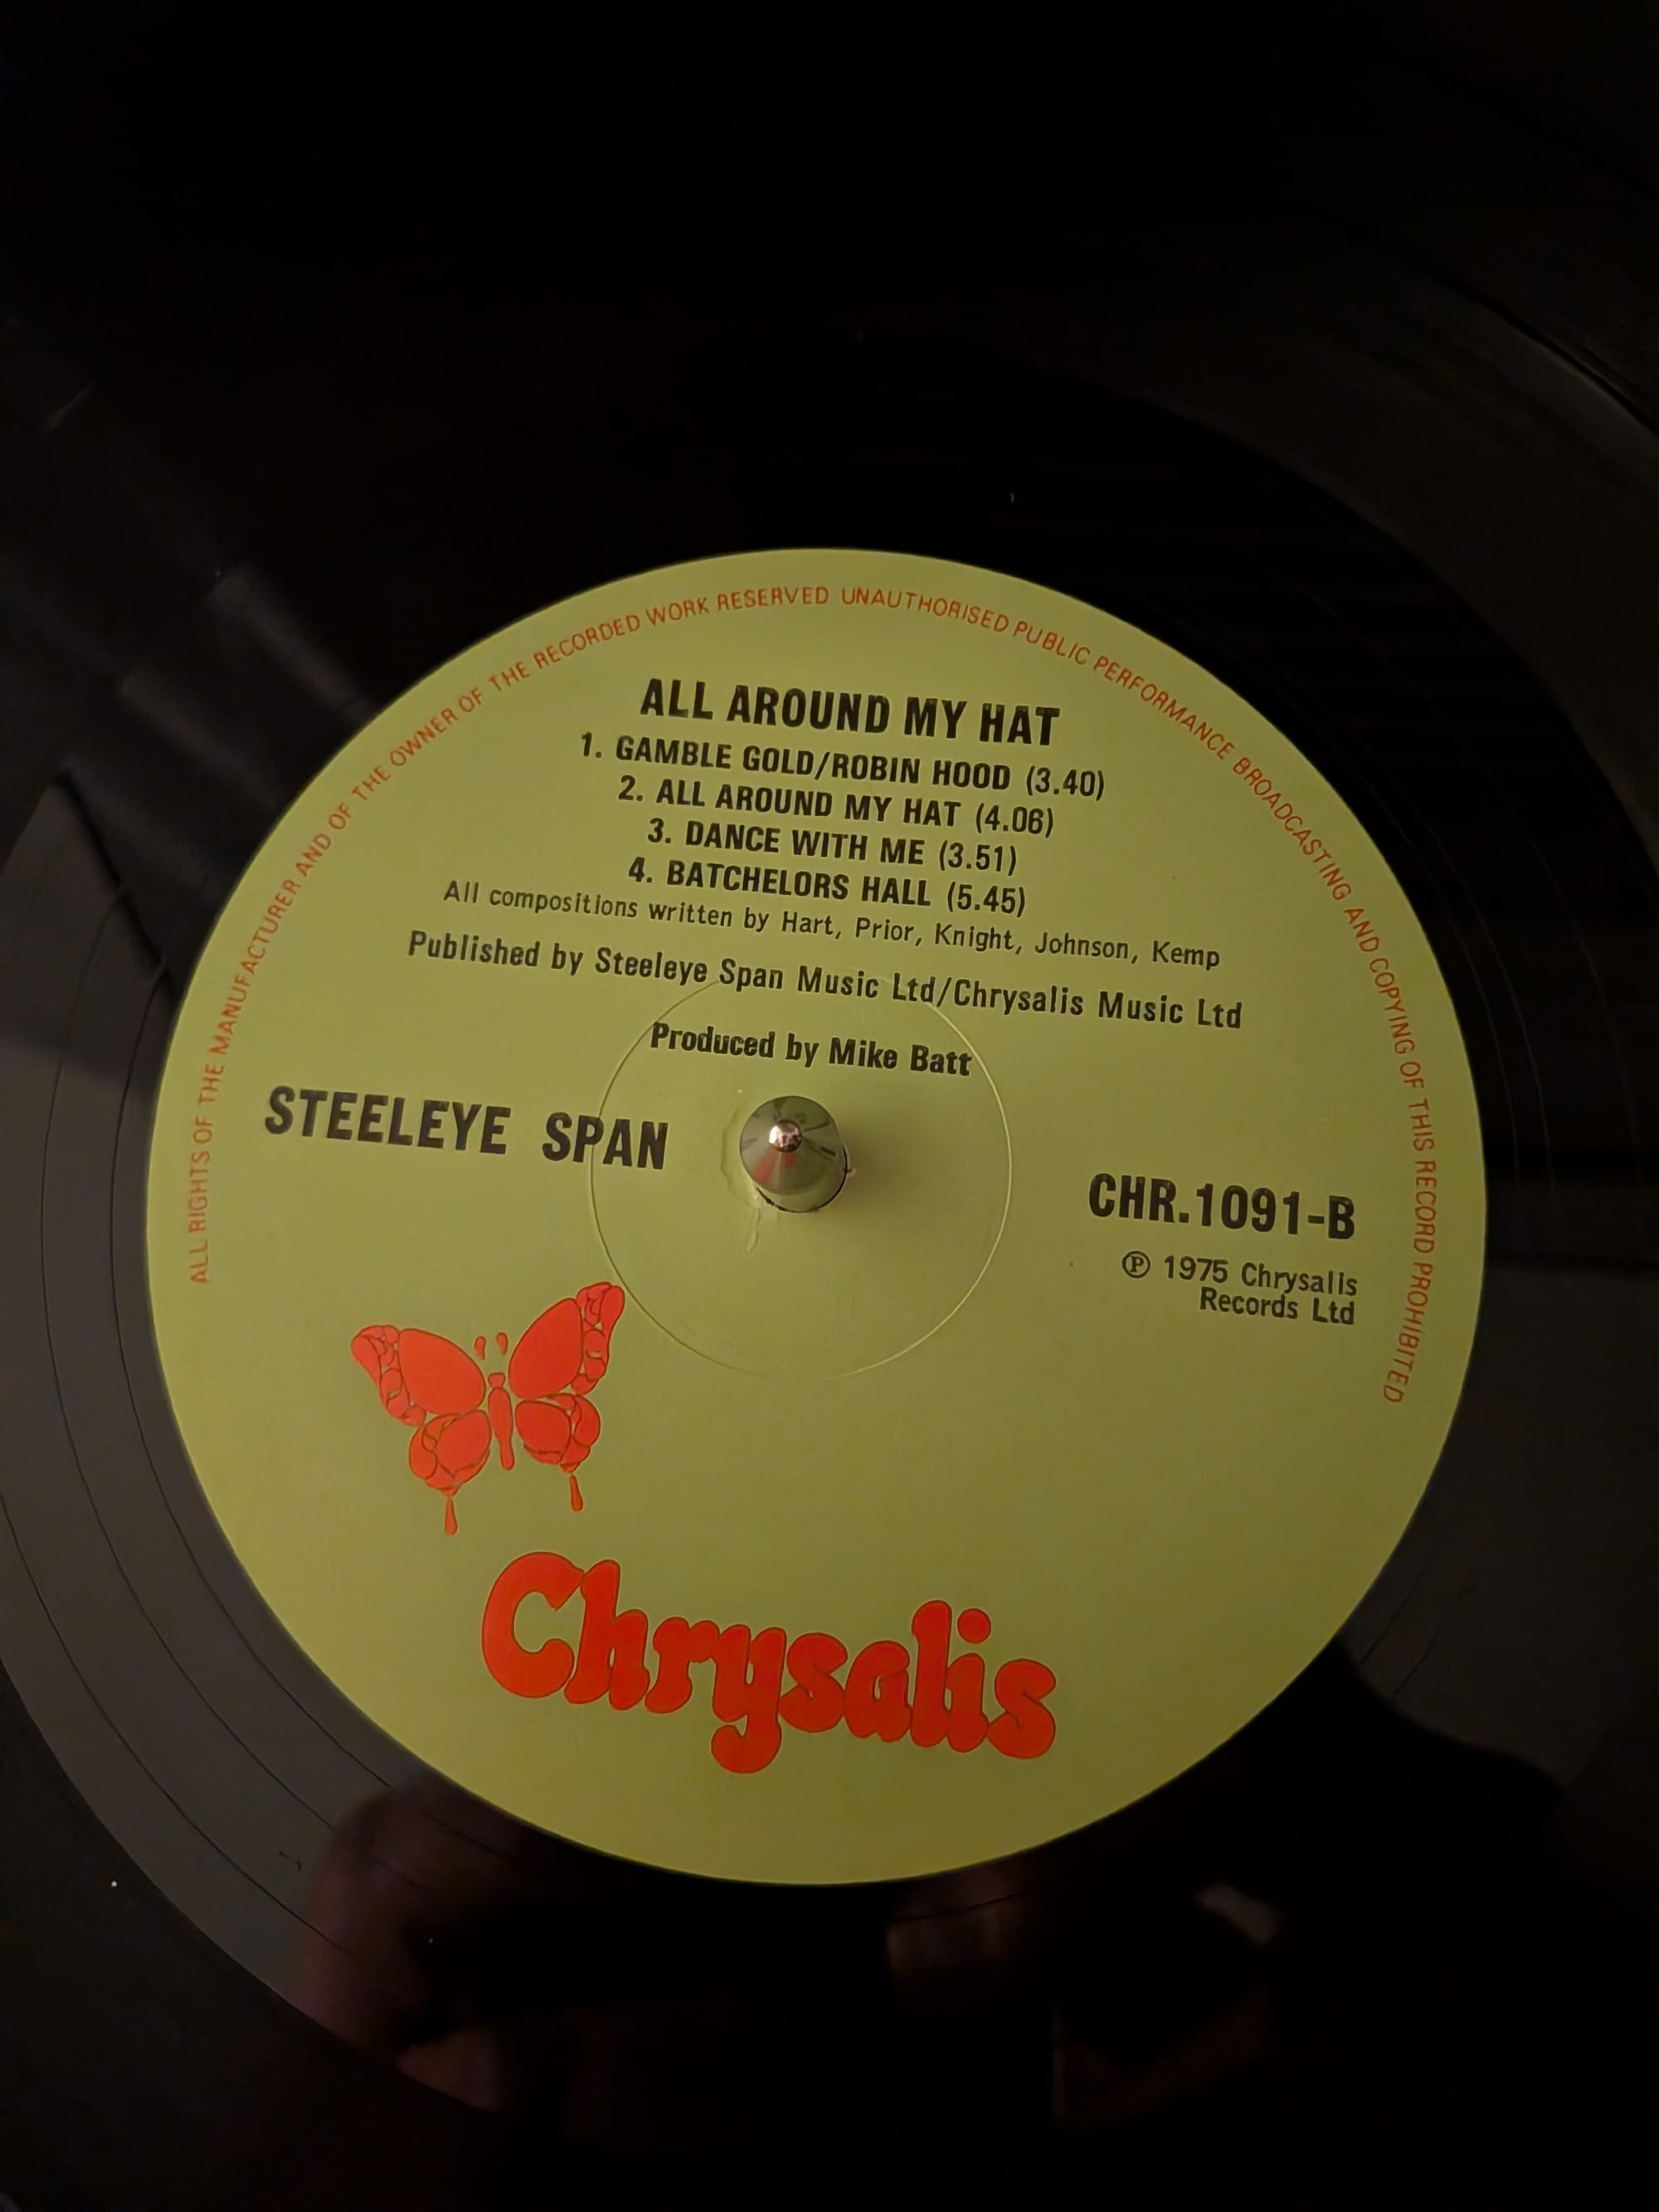 ALL RIGHTS OF THE MANUFACTURER AND OF THE OWNER OF THE RECORDED WORK RESERVED UNAUTHORISED PUBLIC PERFORMANCE BROADCASTING AND COPYING OF THIS RECORD PROHIBITED
ALL AROUND MY HAT
1. GAMBLE GOLD/ROBIN HOOD (3.40)
2. ALL AROUND MY HAT (4.06)
3. DANCE WITH ME (3.51)
4. BATCHELORS HALL (5.45)
All compositions written by Hart, Prior, Knight, Johnson, Kemp
Published by Steeleye Span Music Ltd/Chrysalis Music Ltd
Produced by Mike Batt
STEELEYE SPAN
CHR.1091-B
℗ 1975 Chrysalis
Records Ltd
Chrysalis